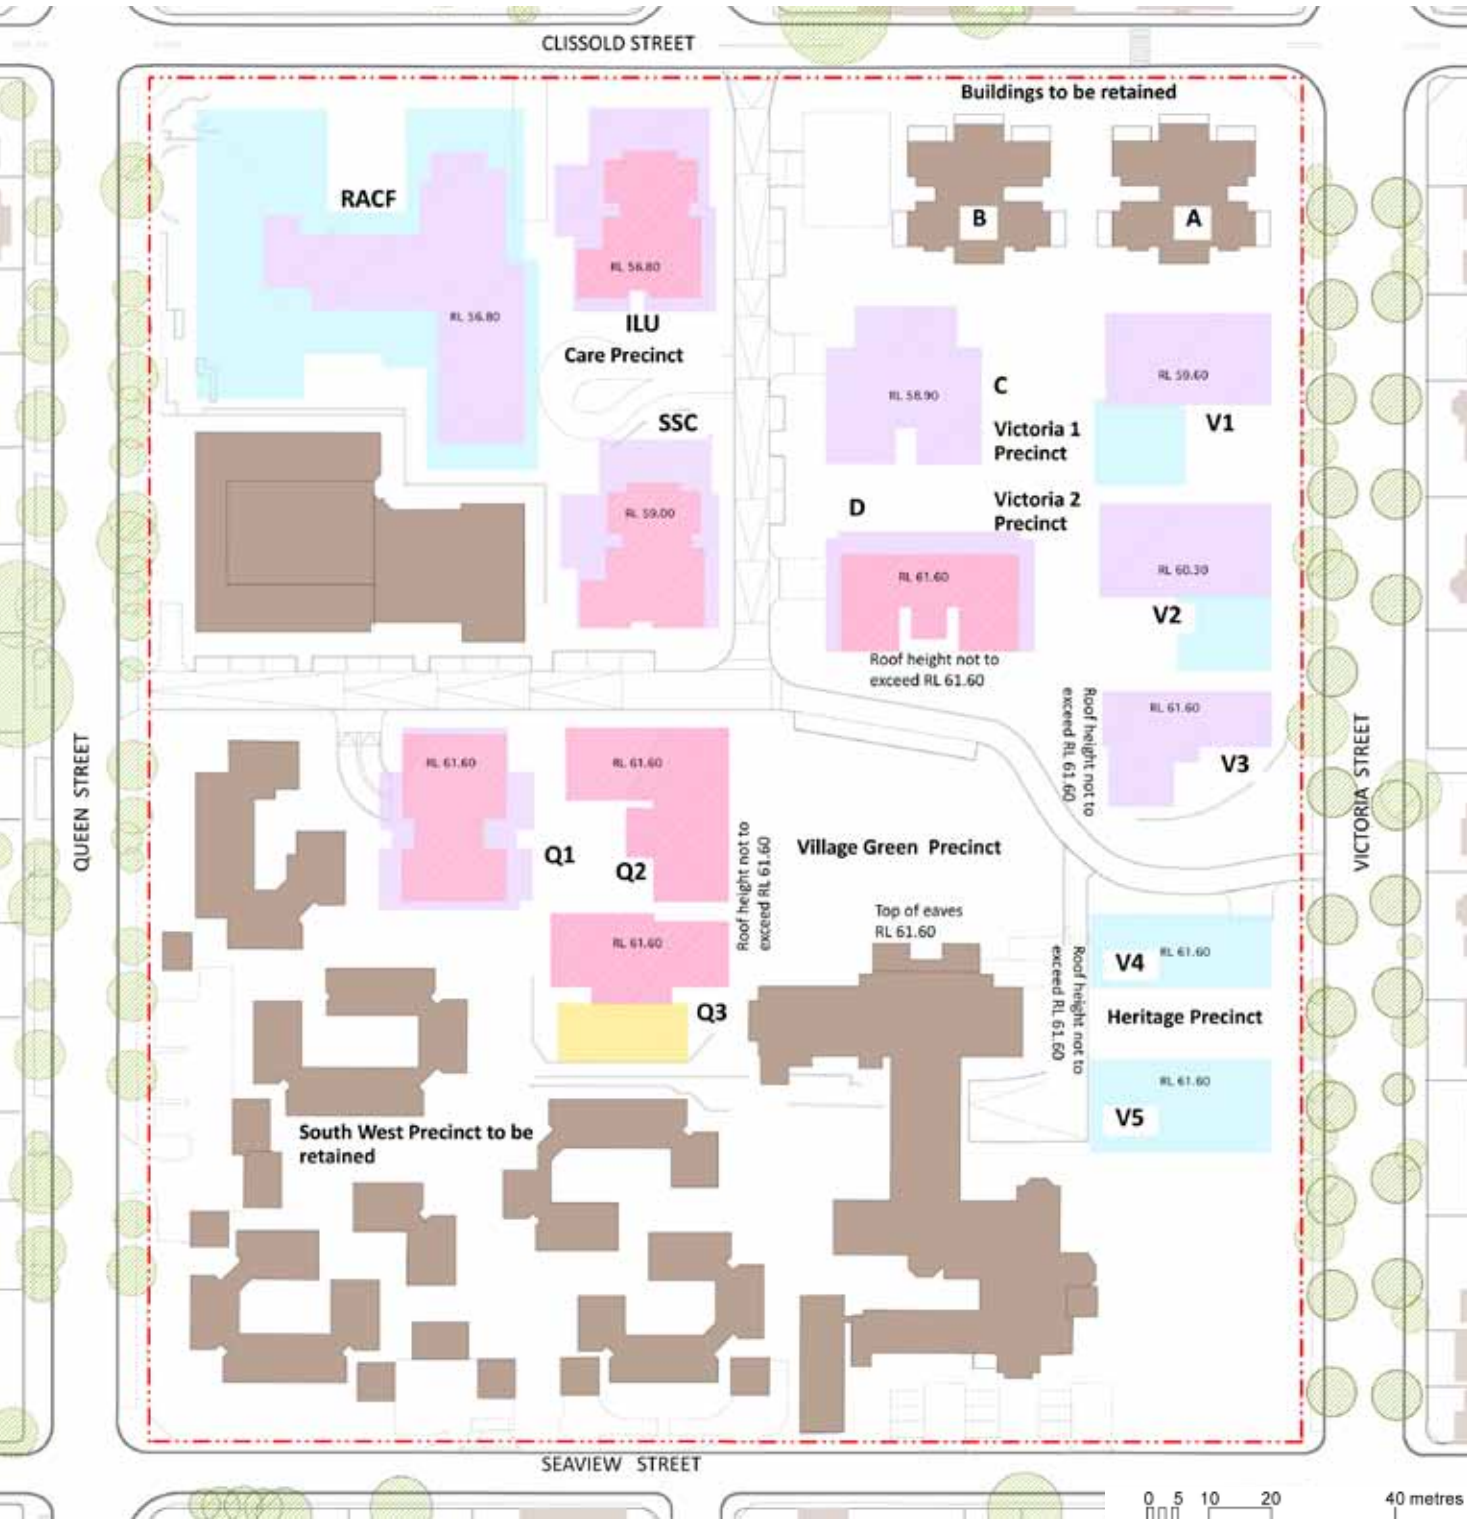 CLISSOLD STREET
Buildings to be retained
RACF
B
A
RL 56.80
RL 56.80
ILU
Care Precinct
RL 59.60
C
RL 58.90
SSC
V1
Victoria 1
Precinct
Victoria 2
Precinct
D
RL 59.00
RL 61.60
RL 60.30
V2
Roof height not to
exceed RL 61.60
Roof height not to
exceed RL 61.60
RL 61.60
V3
QUEEN STREET
VICTORIA STREET
RL 61.60
RL 61.60
Q1
Q2
Roof height not to
exceed RL 61.60
Village Green Precinct
Top of eaves
RL 61.60
RL 61.60
Roof height not to
exceed RL 61.60
V4
RL 61.60
Q3
Heritage Precinct
RL 61.60
V5
South West Precinct to be
retained
SEAVIEW STREET
0 5 10 20 40 metres